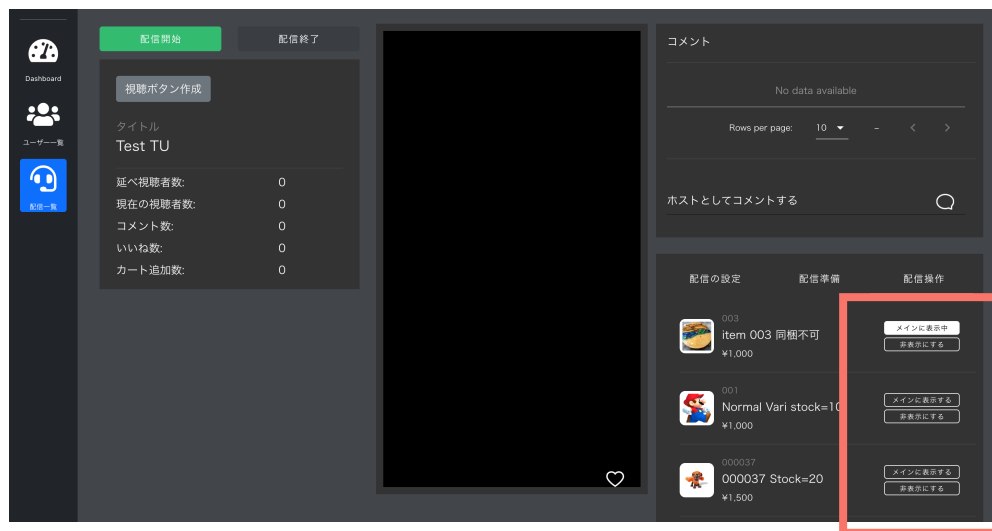 Dashboard
ユーザー一覧
配信一覧
配信開始
配信終了
視聴ボタン作成
タイトル
Test TU
延べ視聴者数: 0
現在の視聴者数: 0
コメント数: 0
いいね数: 0
カート追加数: 0
コメント
No data available
Rows per page: 10 –
ホストとしてコメントする
配信の設定 配信準備 配信操作
003
item 003 同梱不可
¥1,000
メインに表示中
非表示にする
001
Normal Vari stock=10
¥1,000
メインに表示する
非表示にする
000037
000037 Stock=20
¥1,500
メインに表示する
非表示にする